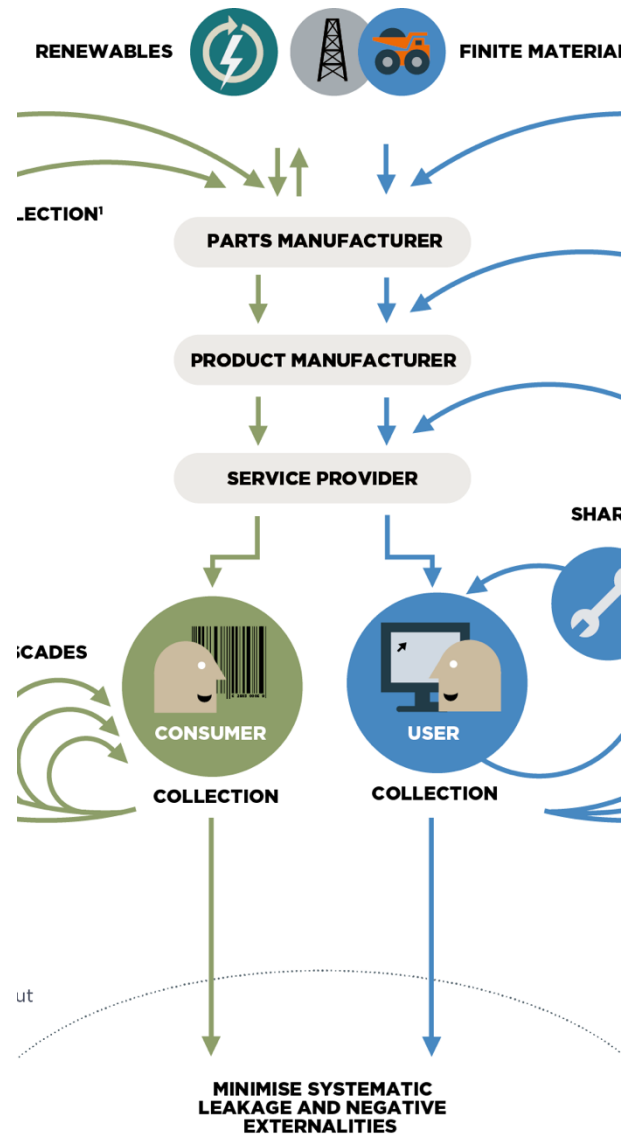 RENEWABLES
FINITE MATERIAL
LECTION¹
PARTS MANUFACTURER
PRODUCT MANUFACTURER
SERVICE PROVIDER
SHAR
SCADES
CONSUMER
USER
COLLECTION
COLLECTION
ut
MINIMISE SYSTEMATIC
LEAKAGE AND NEGATIVE
EXTERNALITIES